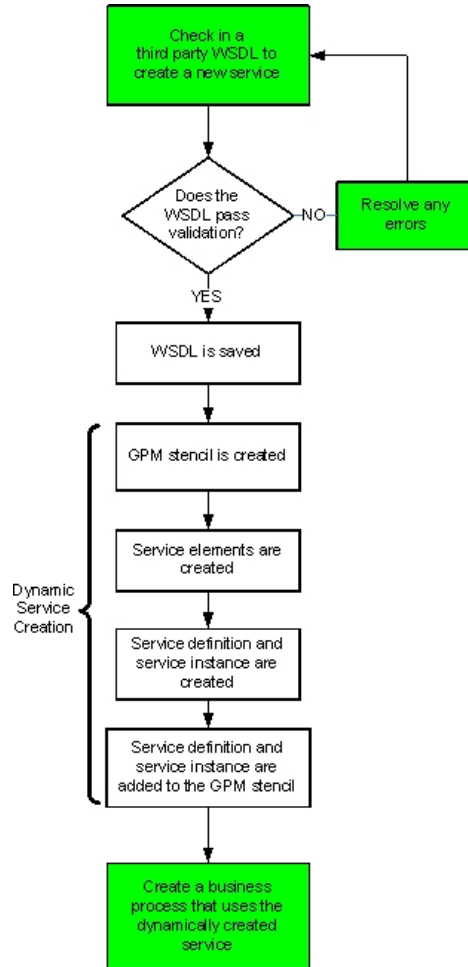 Check in a
third party WSDL to
create a new service
Does the
WSDL pass
validation?
NO
Resolve any
errors
YES
WSDL is saved
GPM stencil is created
Service elements are
created
Dynamic
Service
Creation
Service definition and
service instance are
created
Service definition and
service instance are
added to the GPM stencil
Create a business
process that uses the
dynamically created
service